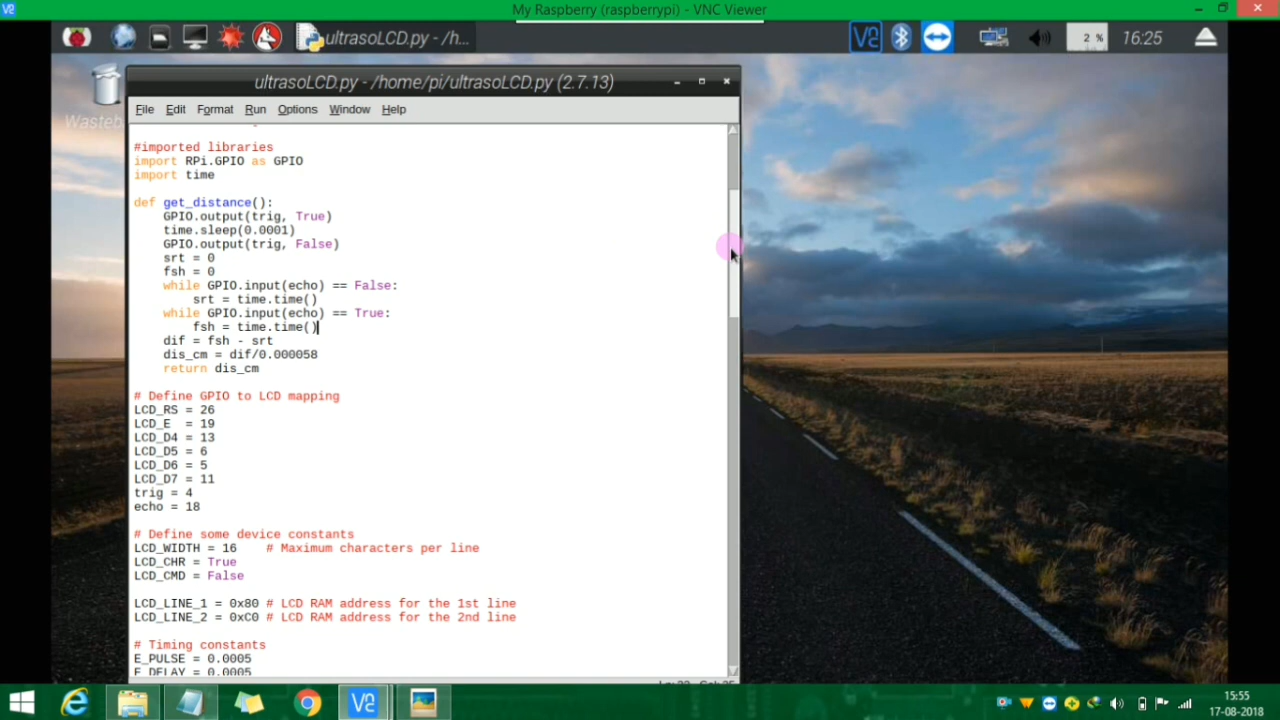 My Raspberry (raspberrypi) - VNC Viewer
ultrasoLCD.py - /h...
2 %
16:25
ultrasoLCD.py - /home/pi/ultrasoLCD.py (2.7.13)
File Edit Format Run Options Window Help
#imported libraries
import RPi.GPIO as GPIO
import time
def get_distance():
    GPIO.output(trig, True)
    time.sleep(0.0001)
    GPIO.output(trig, False)
    srt = 0
    fsh = 0
    while GPIO.input(echo) == False:
        srt = time.time()
    while GPIO.input(echo) == True:
        fsh = time.time()
    dif = fsh - srt
    dis_cm = dif/0.000058
    return dis_cm
# Define GPIO to LCD mapping
LCD_RS = 26
LCD_E  = 19
LCD_D4 = 13
LCD_D5 = 6
LCD_D6 = 5
LCD_D7 = 11
trig = 4
echo = 18
# Define some device constants
LCD_WIDTH = 16    # Maximum characters per line
LCD_CHR = True
LCD_CMD = False
LCD_LINE_1 = 0x80 # LCD RAM address for the 1st line
LCD_LINE_2 = 0xC0 # LCD RAM address for the 2nd line
# Timing constants
E_PULSE = 0.0005
E_DELAY = 0.0005
15:55
17-08-2018